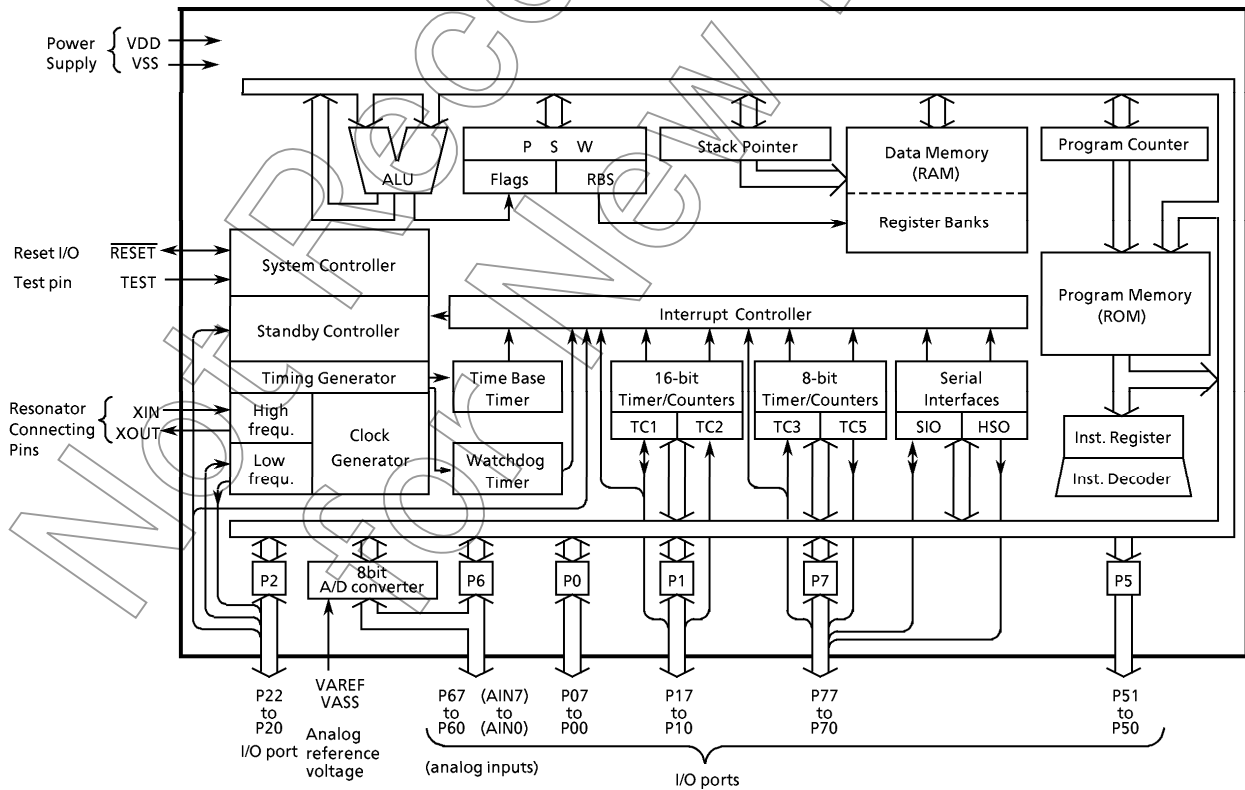 Power Supply
VDD
VSS
ALU
P S W
Flags
RBS
Stack Pointer
Data Memory
(RAM)
Register Banks
Program Counter
Reset I/O
RESET
Test pin
TEST
System Controller
Standby Controller
Timing Generator
High
frequ.
Low
frequ.
Clock
Generator
Resonator
Connecting
Pins
XIN
XOUT
Interrupt Controller
Time Base
Timer
Watchdog
Timer
16-bit
Timer/Counters
TC1
TC2
8-bit
Timer/Counters
TC3
TC5
Serial
Interfaces
SIO
HSO
Program Memory
(ROM)
Inst. Register
Inst. Decoder
P2
8bit
A/D converter
P6
P0
P1
P7
P5
P22
to
P20
I/O port
VAREF
VASS
Analog
reference
voltage
P67
to
P60
(AIN7)
to
(AIN0)
(analog inputs)
P07
to
P00
P17
to
P10
P77
to
P70
P51
to
P50
I/O ports
Not Rec
for New